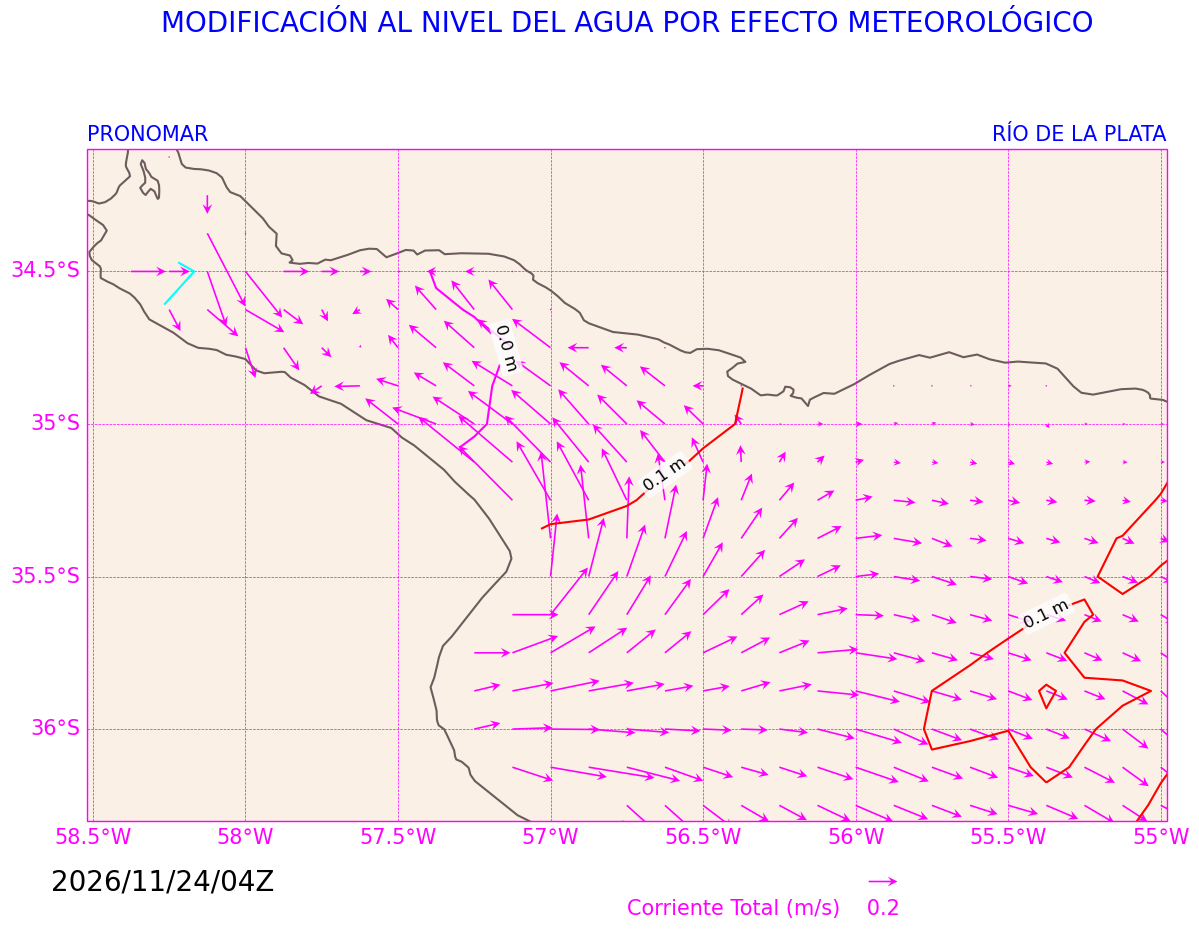 MODIFICACIÓN AL NIVEL DEL AGUA POR EFECTO METEOROLÓGICO
PRONOMAR
RÍO DE LA PLATA
34.5°S
0.0 m
35°S
0.1 m
35.5°S
0.1 m
36°S
58.5°W 58°W 57.5°W 57°W 56.5°W 56°W 55.5°W 55°W
2026/11/24/04Z
Corriente Total (m/s) 0.2